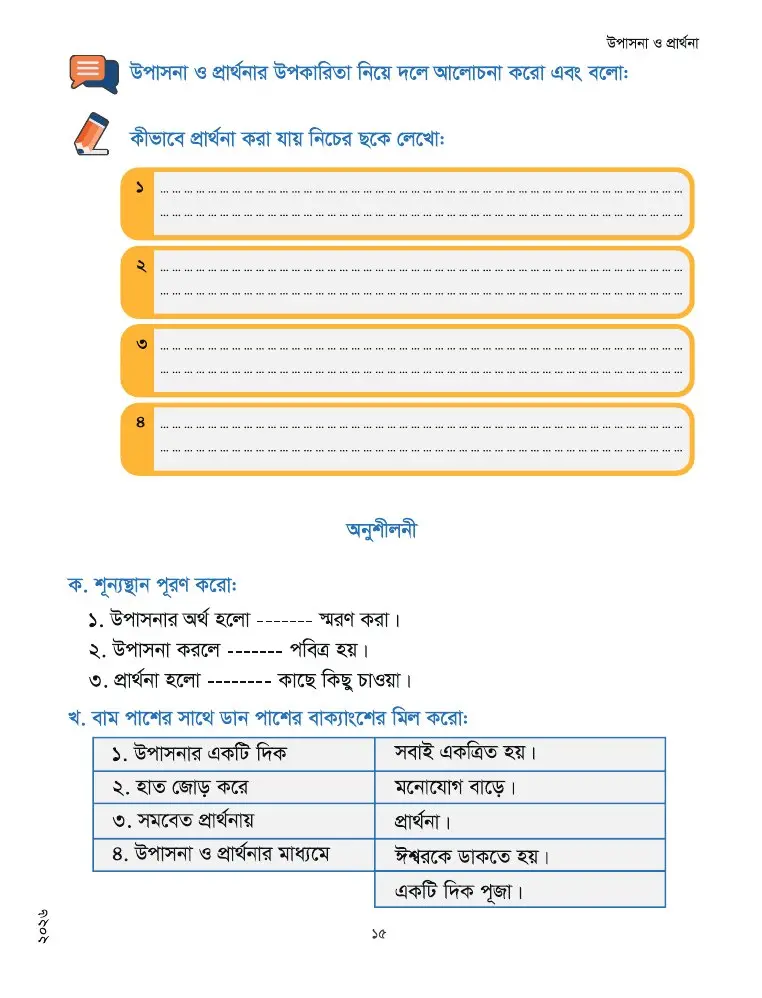 উপাসনা ও প্রার্থনা
উপাসনা ও প্রার্থনার উপকারিতা নিয়ে দলে আলোচনা করো এবং বলো:
কীভাবে প্রার্থনা করা যায় নিচের ছকে লেখো:
১ ... ... ... ... ... ... ... ... ... ... ... ... ... ... ... ... ... ... ... ... ... ... ... ... ... ... ... ... ... ... ... ... ... ... ... ... ... ... ... ... ... ... ... ...
... ... ... ... ... ... ... ... ... ... ... ... ... ... ... ... ... ... ... ... ... ... ... ... ... ... ... ... ... ... ... ... ... ... ... ... ... ... ... ... ... ... ... ...
২ ... ... ... ... ... ... ... ... ... ... ... ... ... ... ... ... ... ... ... ... ... ... ... ... ... ... ... ... ... ... ... ... ... ... ... ... ... ... ... ... ... ... ... ...
... ... ... ... ... ... ... ... ... ... ... ... ... ... ... ... ... ... ... ... ... ... ... ... ... ... ... ... ... ... ... ... ... ... ... ... ... ... ... ... ... ... ... ...
৩ ... ... ... ... ... ... ... ... ... ... ... ... ... ... ... ... ... ... ... ... ... ... ... ... ... ... ... ... ... ... ... ... ... ... ... ... ... ... ... ... ... ... ... ...
... ... ... ... ... ... ... ... ... ... ... ... ... ... ... ... ... ... ... ... ... ... ... ... ... ... ... ... ... ... ... ... ... ... ... ... ... ... ... ... ... ... ... ...
৪ ... ... ... ... ... ... ... ... ... ... ... ... ... ... ... ... ... ... ... ... ... ... ... ... ... ... ... ... ... ... ... ... ... ... ... ... ... ... ... ... ... ... ... ...
... ... ... ... ... ... ... ... ... ... ... ... ... ... ... ... ... ... ... ... ... ... ... ... ... ... ... ... ... ... ... ... ... ... ... ... ... ... ... ... ... ... ... ...
অনুশীলনী
ক. শূন্যস্থান পূরণ করো:
১. উপাসনার অর্থ হলো ------- স্মরণ করা।
২. উপাসনা করলে ------- পবিত্র হয়।
৩. প্রার্থনা হলো -------- কাছে কিছু চাওয়া।
খ. বাম পাশের সাথে ডান পাশের বাক্যাংশের মিল করো:
১. উপাসনার একটি দিক সবাই একত্রিত হয়।
২. হাত জোড় করে মনোযোগ বাড়ে।
৩. সমবেত প্রার্থনায় প্রার্থনা।
৪. উপাসনা ও প্রার্থনার মাধ্যমে ঈশ্বরকে ডাকতে হয়।
একটি দিক পূজা।
২০২৬
১৫